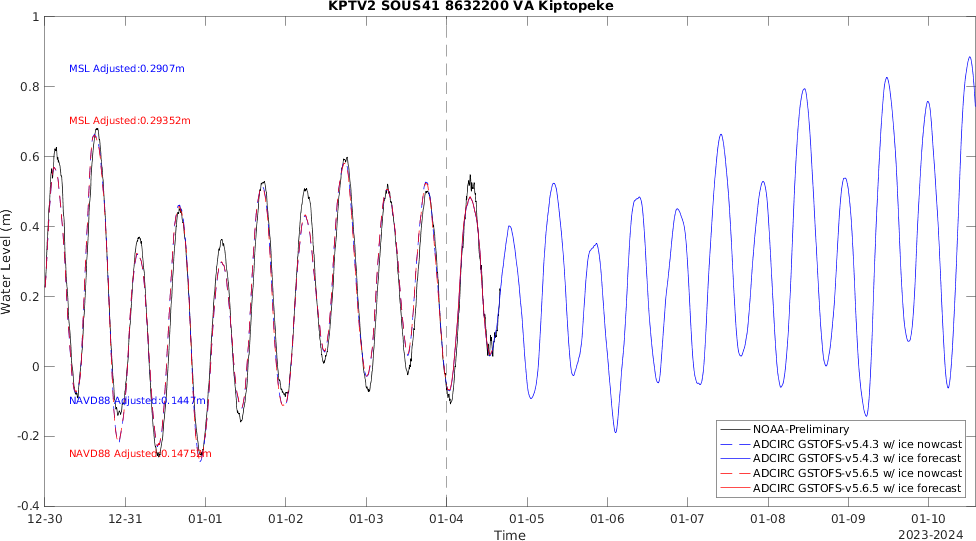 KPTV2 SOUS41 8632200 VA Kiptopeke
1
0.8
0.6
0.4
0.2
0
-0.2
-0.4
Water Level (m)
MSL Adjusted:0.2907m
MSL Adjusted:0.29352m
NAVD88 Adjusted:0.1447m
NAVD88 Adjusted:0.14752m
NOAA-Preliminary
ADCIRC GSTOFS-v5.4.3 w/ ice nowcast
ADCIRC GSTOFS-v5.4.3 w/ ice forecast
ADCIRC GSTOFS-v5.6.5 w/ ice nowcast
ADCIRC GSTOFS-v5.6.5 w/ ice forecast
12-30 12-31 01-01 01-02 01-03 01-04 01-05 01-06 01-07 01-08 01-09 01-10
Time
2023-2024